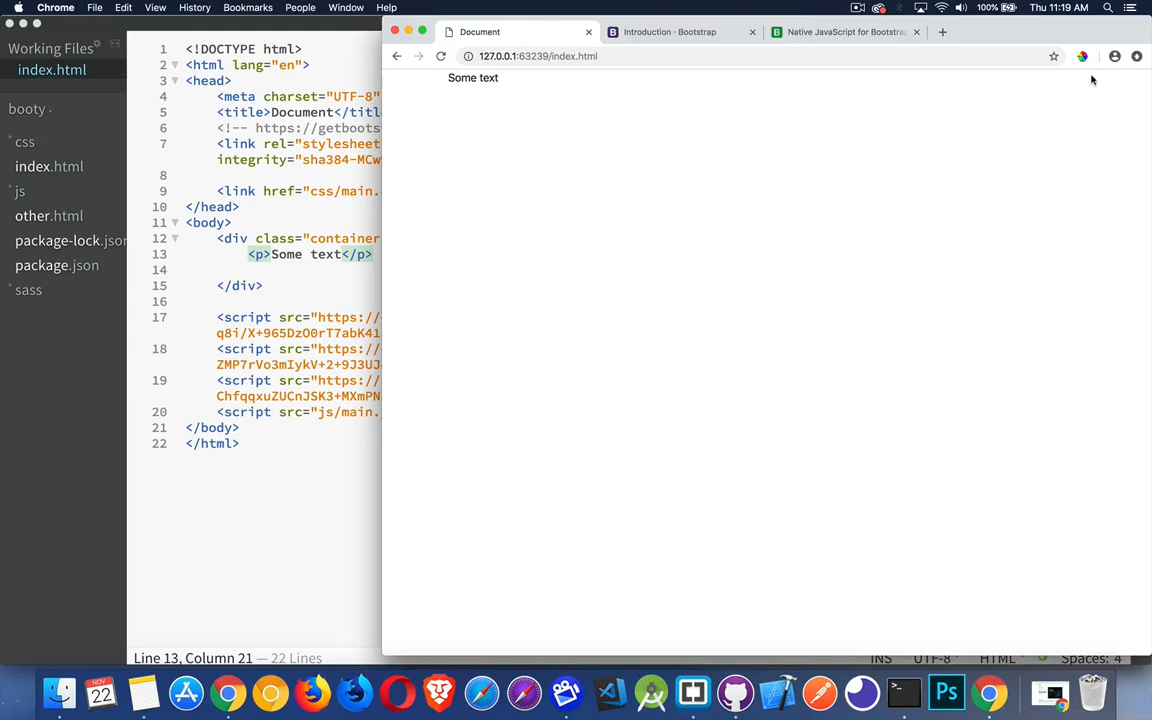 Chrome File Edit View History Bookmarks People Window Help 100% Thu 11:19 AM
Working Files
index.html
booty
css
index.html
js
other.html
package-lock.json
package.json
sass
1 <!DOCTYPE html>
2 <html lang="en">
3 <head>
4 <meta charset="UTF-8"
5 <title>Document</title
6 <!-- https://getboots
7 <link rel="stylesheet
integrity="sha384-MCw
8
9 <link href="css/main.
10 </head>
11 <body>
12 <div class="container
13 <p>Some text</p>
14
15 </div>
16
17 <script src="https://
q8i/X+965DzO0rT7abK41
18 <script src="https://
ZMP7rVo3mIykV+2+9J3UJ
19 <script src="https://
ChfqqxuZUCnJSK3+MXmPN
20 <script src="js/main.
21 </body>
22 </html>
Line 13, Column 21 — 22 Lines
INS UTF-8 HTML Spaces: 4
Document Introduction · Bootstrap Native JavaScript for Bootstrap
127.0.0.1:63239/index.html
Some text
NOV
22
Ps